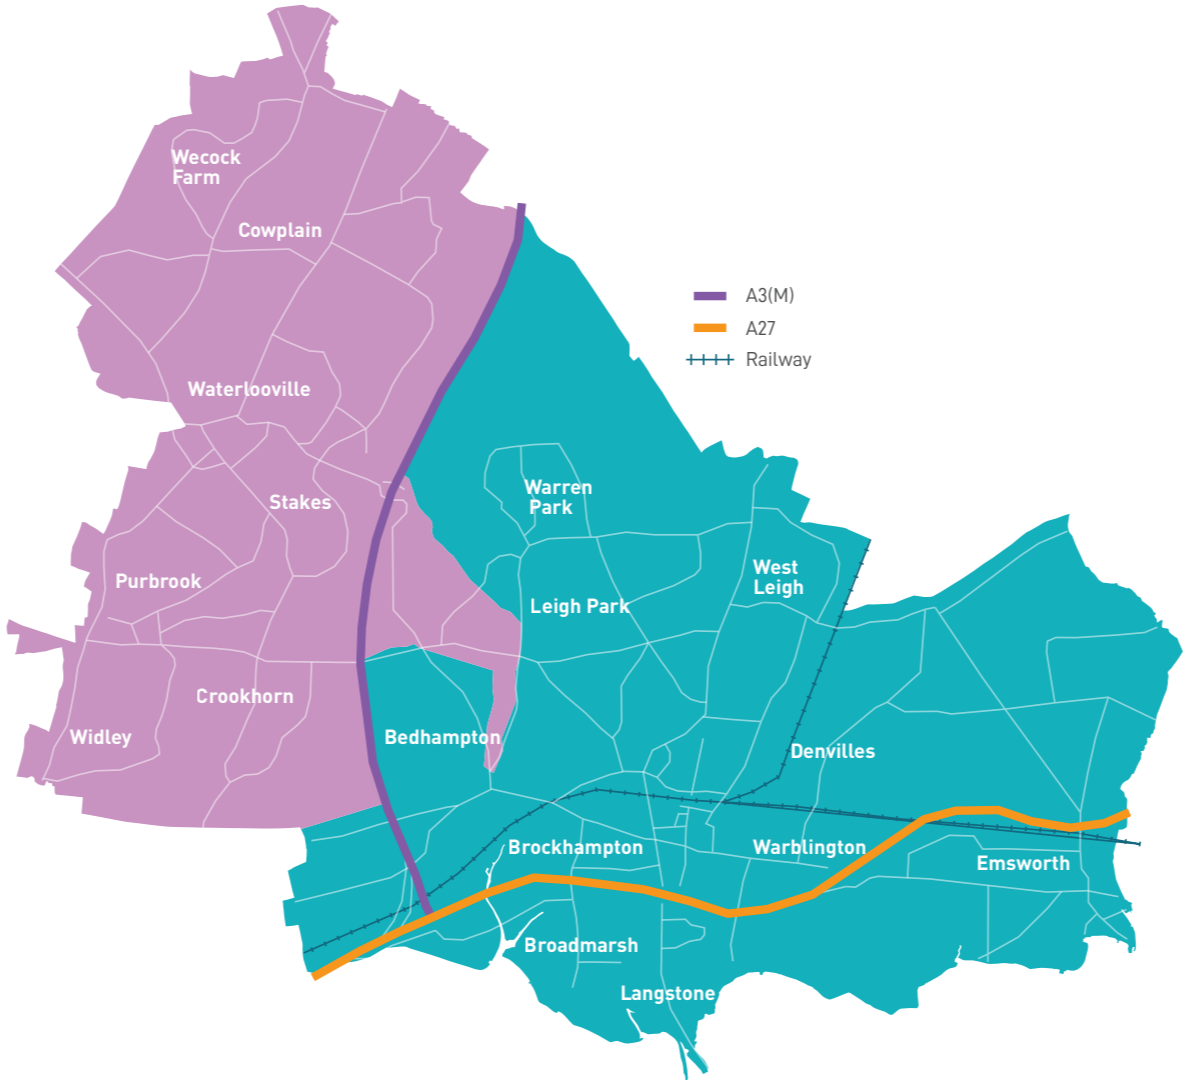 Wecock
Farm
Cowplain
A3(M)
A27
Railway
Waterlooville
Warren
Park
Stakes
West
Leigh
Purbrook
Leigh Park
Crookhorn
Widley
Bedhampton
Denvilles
Brockhampton
Warblington
Emsworth
Broadmarsh
Langstone